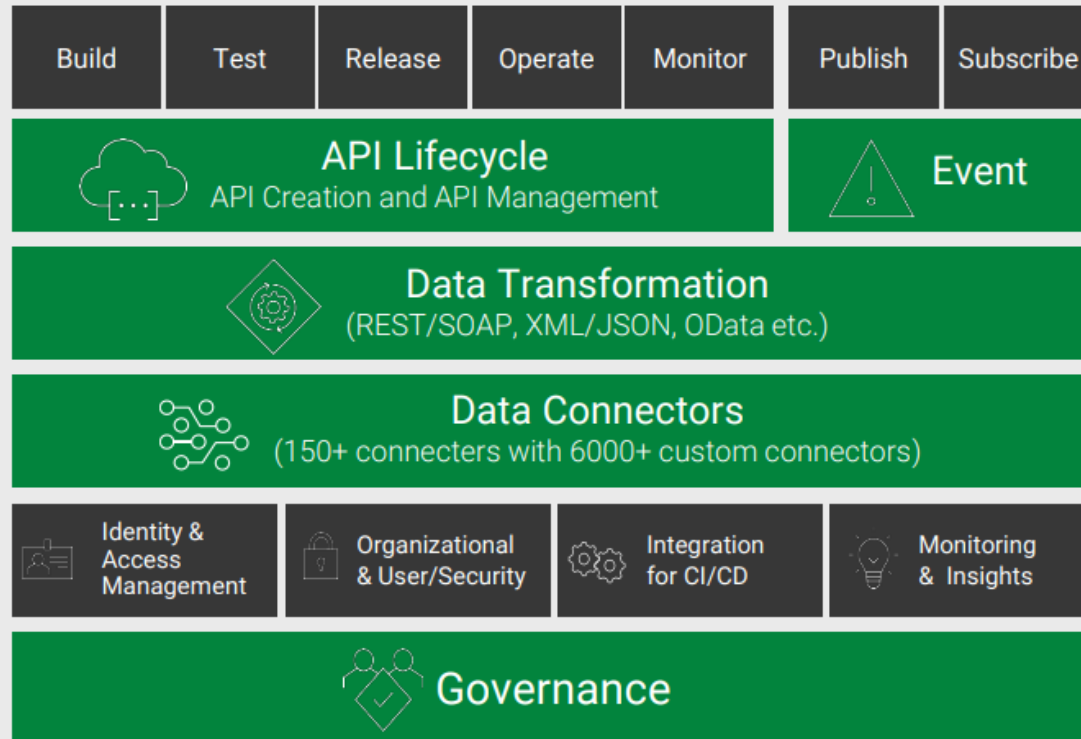 Build
Test
Release
Operate
Monitor
Publish
Subscribe
API Lifecycle
API Creation and API Management
Event
Data Transformation
(REST/SOAP, XML/JSON, OData etc.)
Data Connectors
(150+ connecters with 6000+ custom connectors)
Identity &
Access
Management
Organizational
& User/Security
Integration
for CI/CD
Monitoring
& Insights
Governance